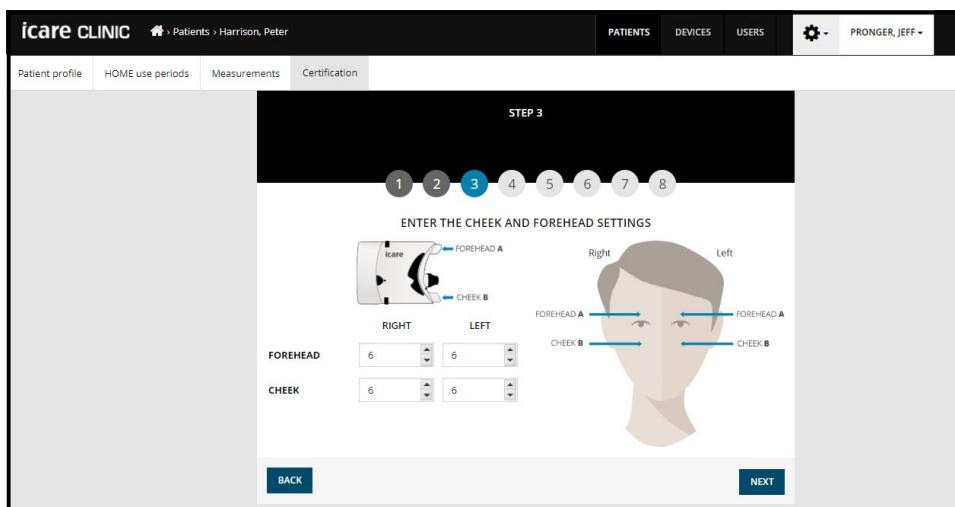 icare CLINIC › Patients › Harrison, Peter PATIENTS DEVICES USERS PRONGER, JEFF
Patient profile HOME use periods Measurements Certification
STEP 3
1 2 3 4 5 6 7 8
ENTER THE CHEEK AND FOREHEAD SETTINGS
icare
FOREHEAD A
CHEEK B
Right Left
FOREHEAD A FOREHEAD A
CHEEK B CHEEK B
RIGHT LEFT
FOREHEAD 6 6
CHEEK 6 6
BACK NEXT